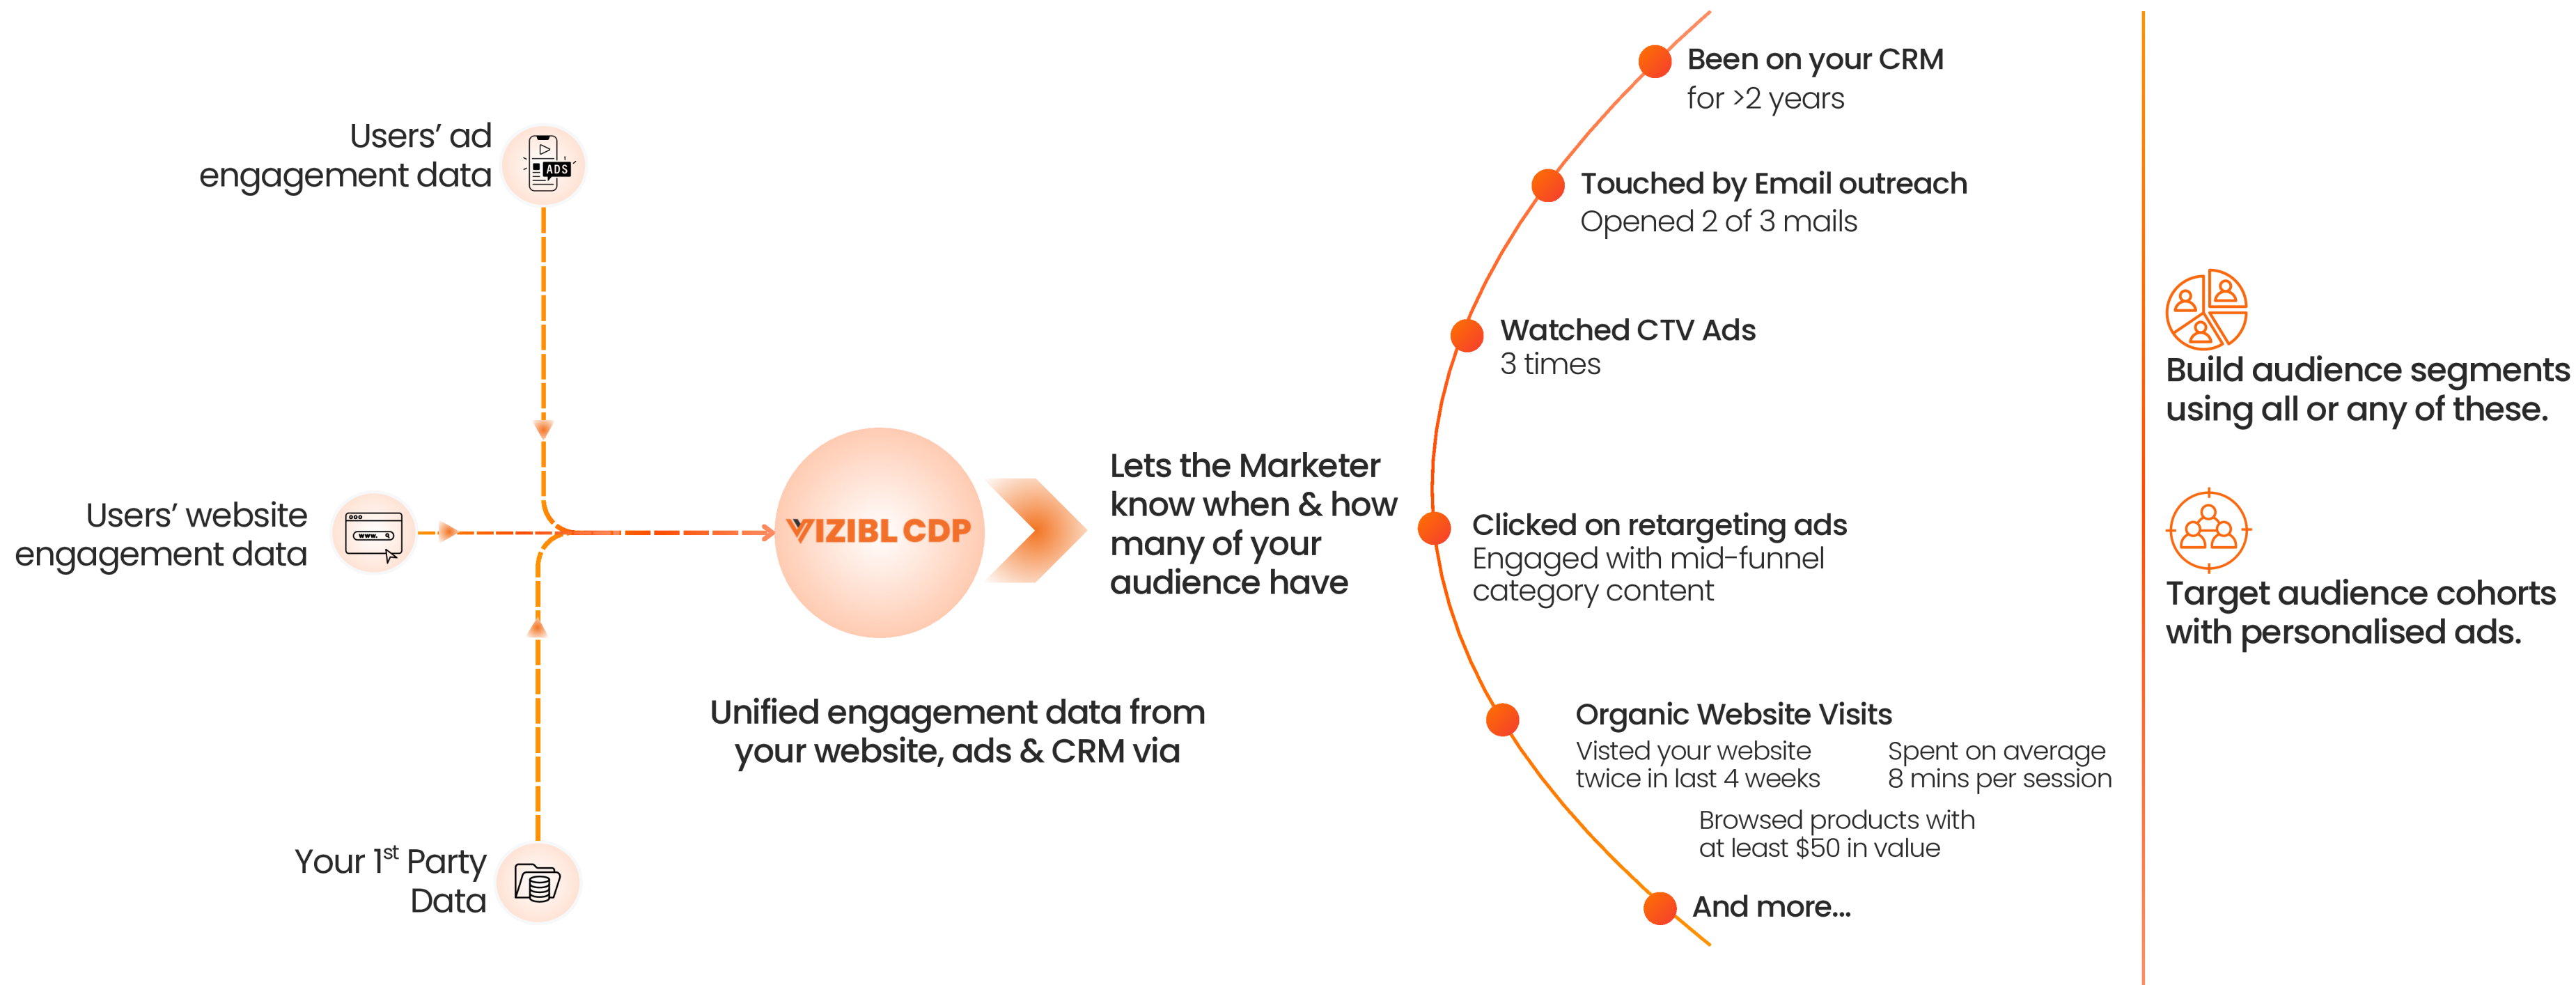 Users' ad
engagement data
ADS
Users' website
engagement data
www.
Your 1st Party
Data
VIZIBL CDP
Unified engagement data from
your website, ads & CRM via
Lets the Marketer
know when & how
many of your
audience have
Been on your CRM
for >2 years
Touched by Email outreach
Opened 2 of 3 mails
Watched CTV Ads
3 times
Clicked on retargeting ads
Engaged with mid-funnel
category content
Organic Website Visits
Visted your website
twice in last 4 weeks
Spent on average
8 mins per session
Browsed products with
at least $50 in value
And more...
Build audience segments
using all or any of these.
Target audience cohorts
with personalised ads.